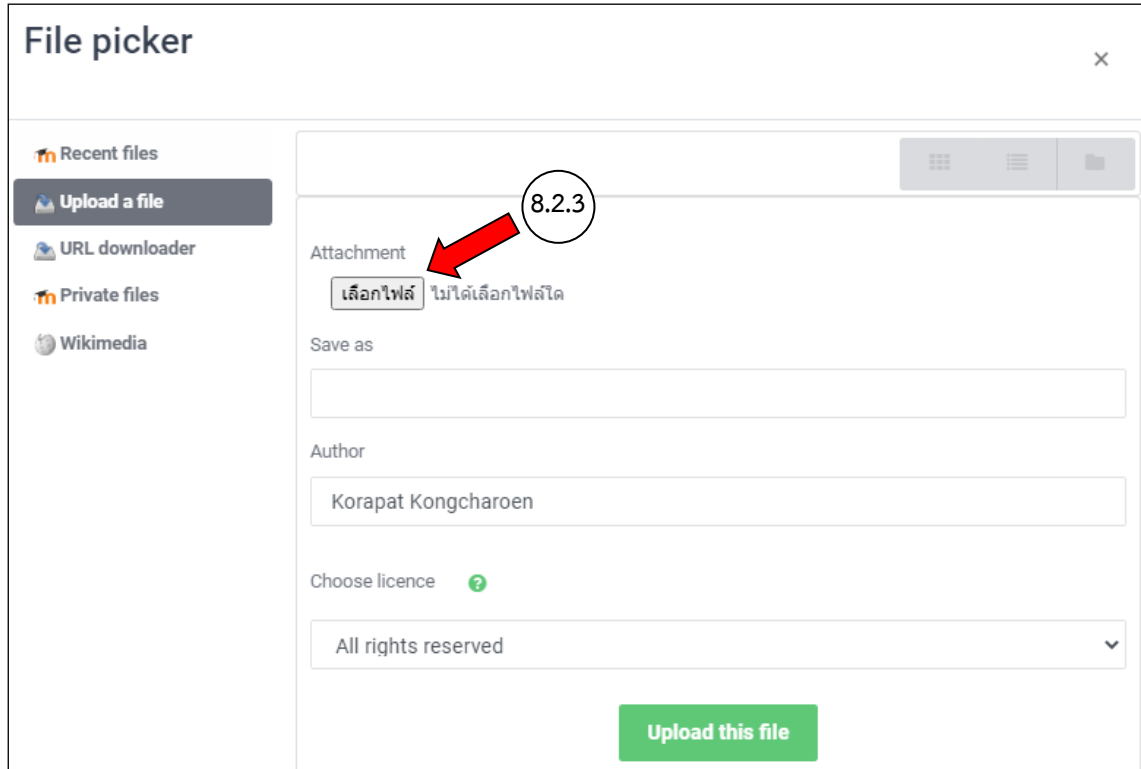 File picker
×
Recent files
Upload a file
URL downloader
Private files
Wikimedia
8.2.3
Attachment
เลือกไฟล์ ไม่ได้เลือกไฟล์ใด
Save as
Author
Korapat Kongcharoen
Choose licence ?
All rights reserved
Upload this file